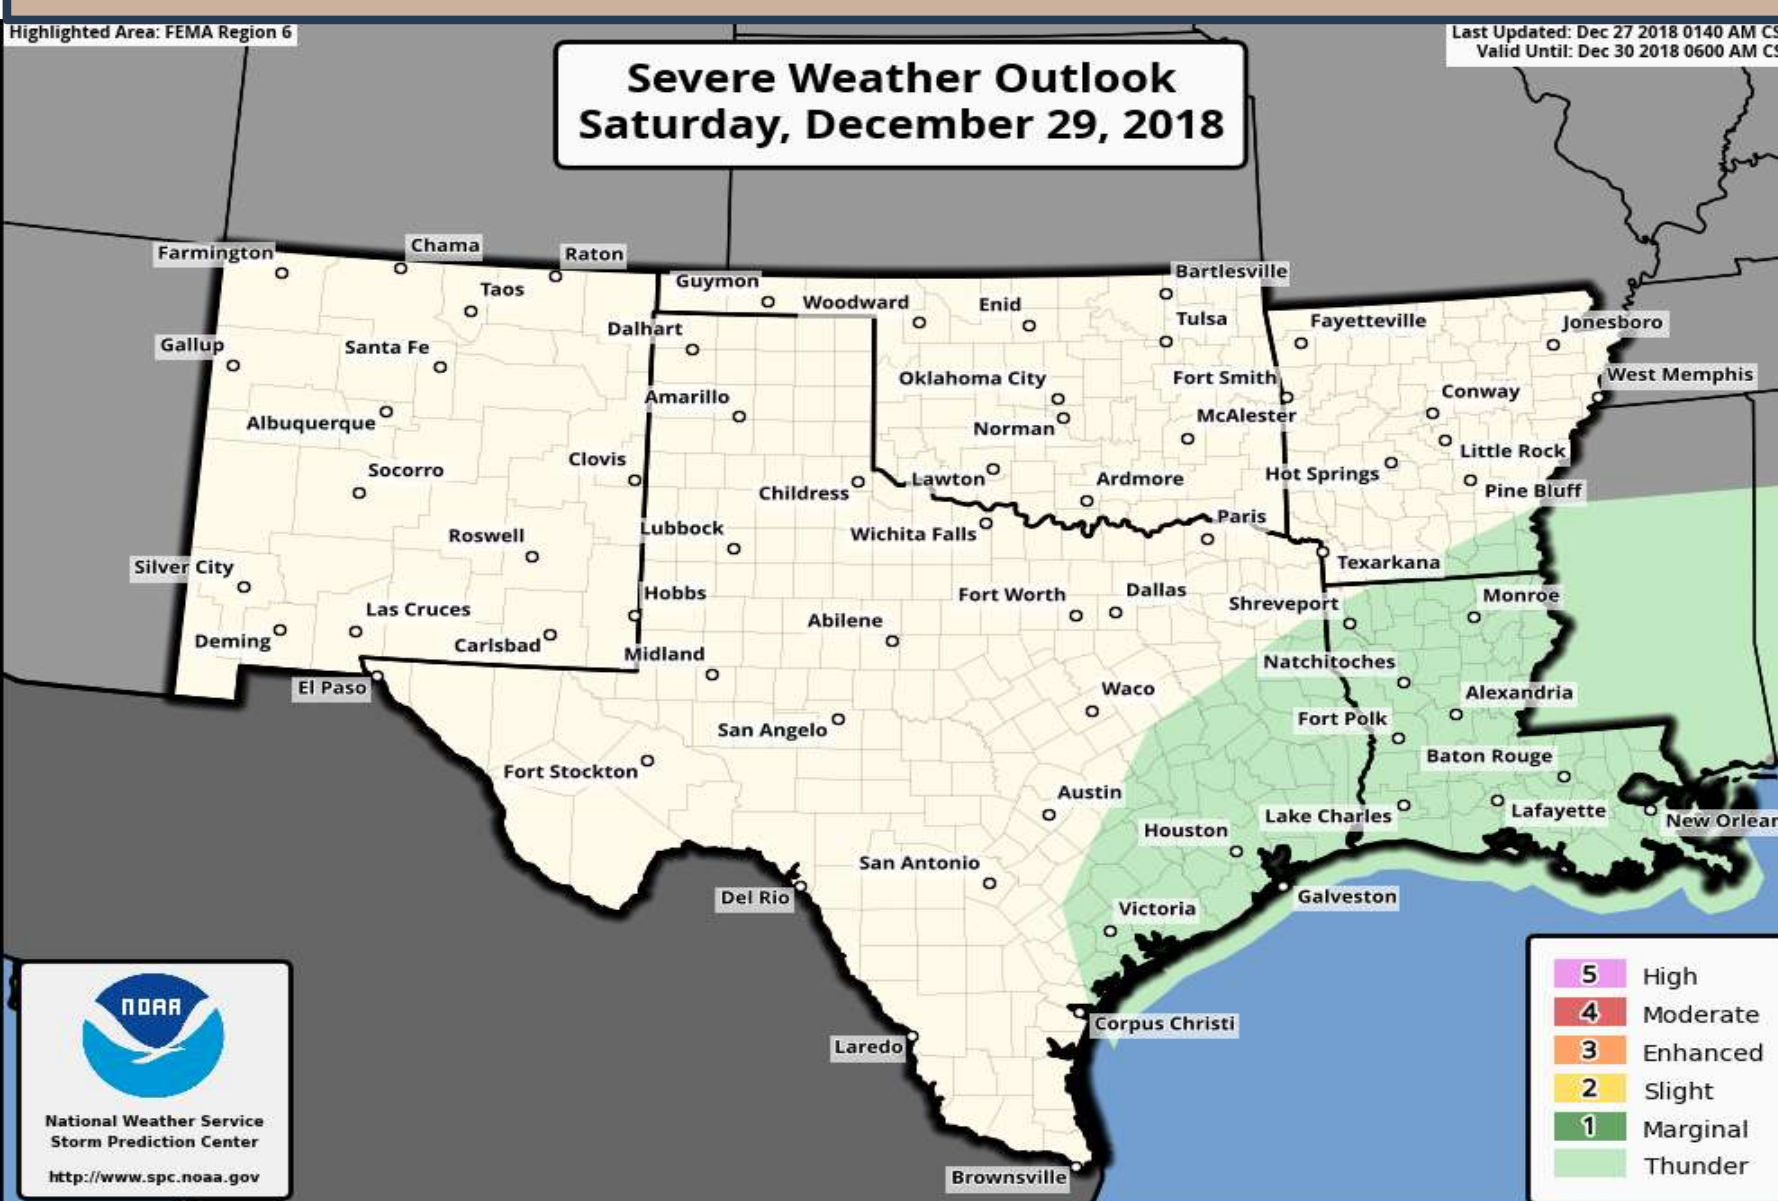 Highlighted Area: FEMA Region 6
Last Updated: Dec 27 2018 0140 AM CS
Valid Until: Dec 30 2018 0600 AM CS
Severe Weather Outlook
Saturday, December 29, 2018
Farmington
Chama
Raton
Taos
Guymon
Woodward
Enid
Bartlesville
Tulsa
Fayetteville
Jonesboro
Dalhart
Gallup
Santa Fe
Oklahoma City
Fort Smith
West Memphis
Conway
Amarillo
Albuquerque
Norman
McAlester
Little Rock
Clovis
Socorro
Childress
Lawton
Ardmore
Hot Springs
Pine Bluff
Lubbock
Roswell
Wichita Falls
Paris
Texarkana
Silver City
Hobbs
Fort Worth
Dallas
Shreveport
Monroe
Las Cruces
Abilene
Deming
Carlsbad
Midland
Natchitoches
El Paso
Waco
Alexandria
San Angelo
Fort Polk
Fort Stockton
Baton Rouge
Austin
Houston
Lake Charles
Lafayette
New Orlean
San Antonio
Del Rio
Victoria
Galveston
Corpus Christi
Laredo
Brownsville
NOAA
National Weather Service
Storm Prediction Center
http://www.spc.noaa.gov
5 High
4 Moderate
3 Enhanced
2 Slight
1 Marginal
Thunder